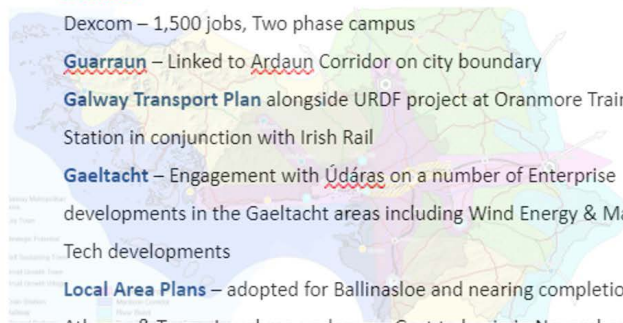 Dexcom – 1,500 jobs, Two phase campus
Guarraun – Linked to Ardaun Corridor on city boundary
Galway Transport Plan alongside URDF project at Oranmore Train
Station in conjunction with Irish Rail
Gaeltacht – Engagement with Údáras on a number of Enterprise
developments in the Gaeltacht areas including Wind Energy & Ma
Tech developments
Local Area Plans – adopted for Ballinasloe and nearing completio